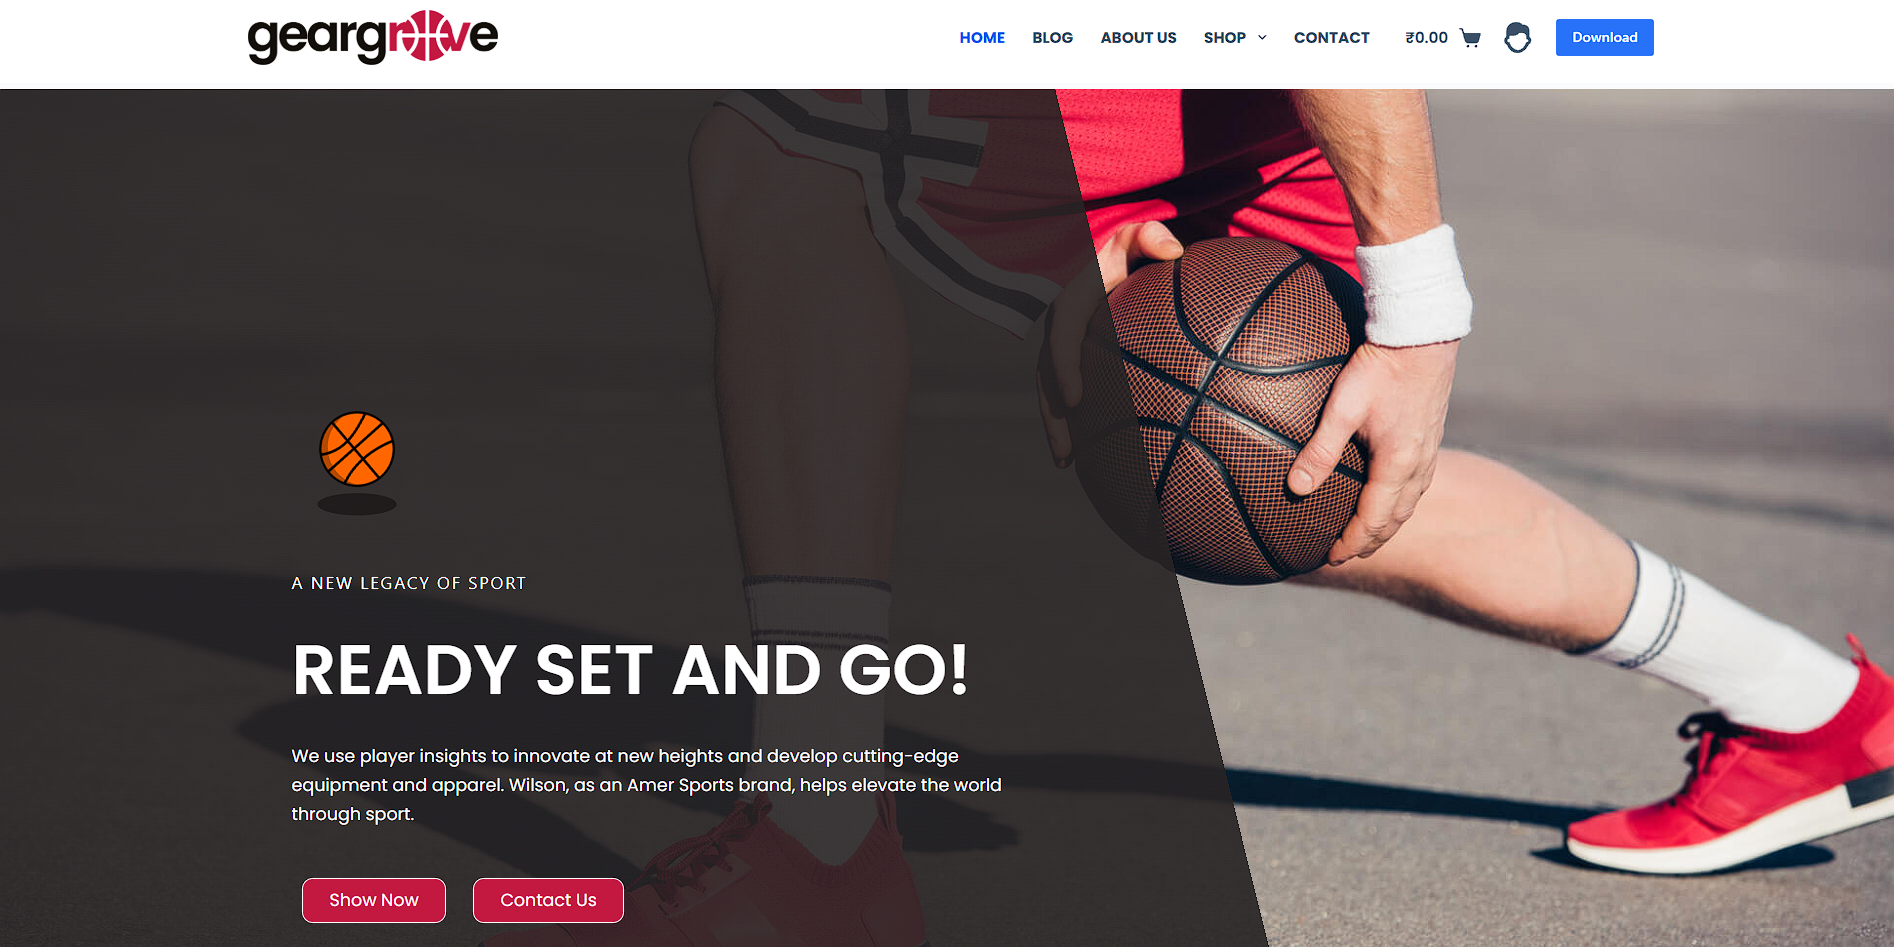 geargroove
HOME BLOG ABOUT US SHOP CONTACT ₹0.00 Download
A NEW LEGACY OF SPORT
READY SET AND GO!
We use player insights to innovate at new heights and develop cutting-edge
equipment and apparel. Wilson, as an Amer Sports brand, helps elevate the world
through sport.
Show Now Contact Us